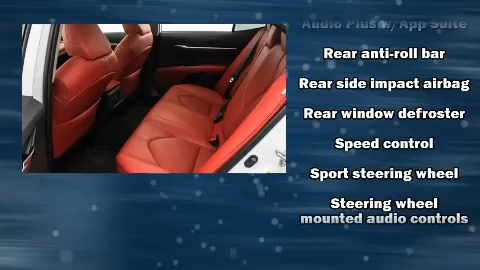 Audio Plus w/App Suite
Rear anti-roll bar
Rear side impact airbag
Rear window defroster
Speed control
Sport steering wheel
Steering wheel
mounted audio controls